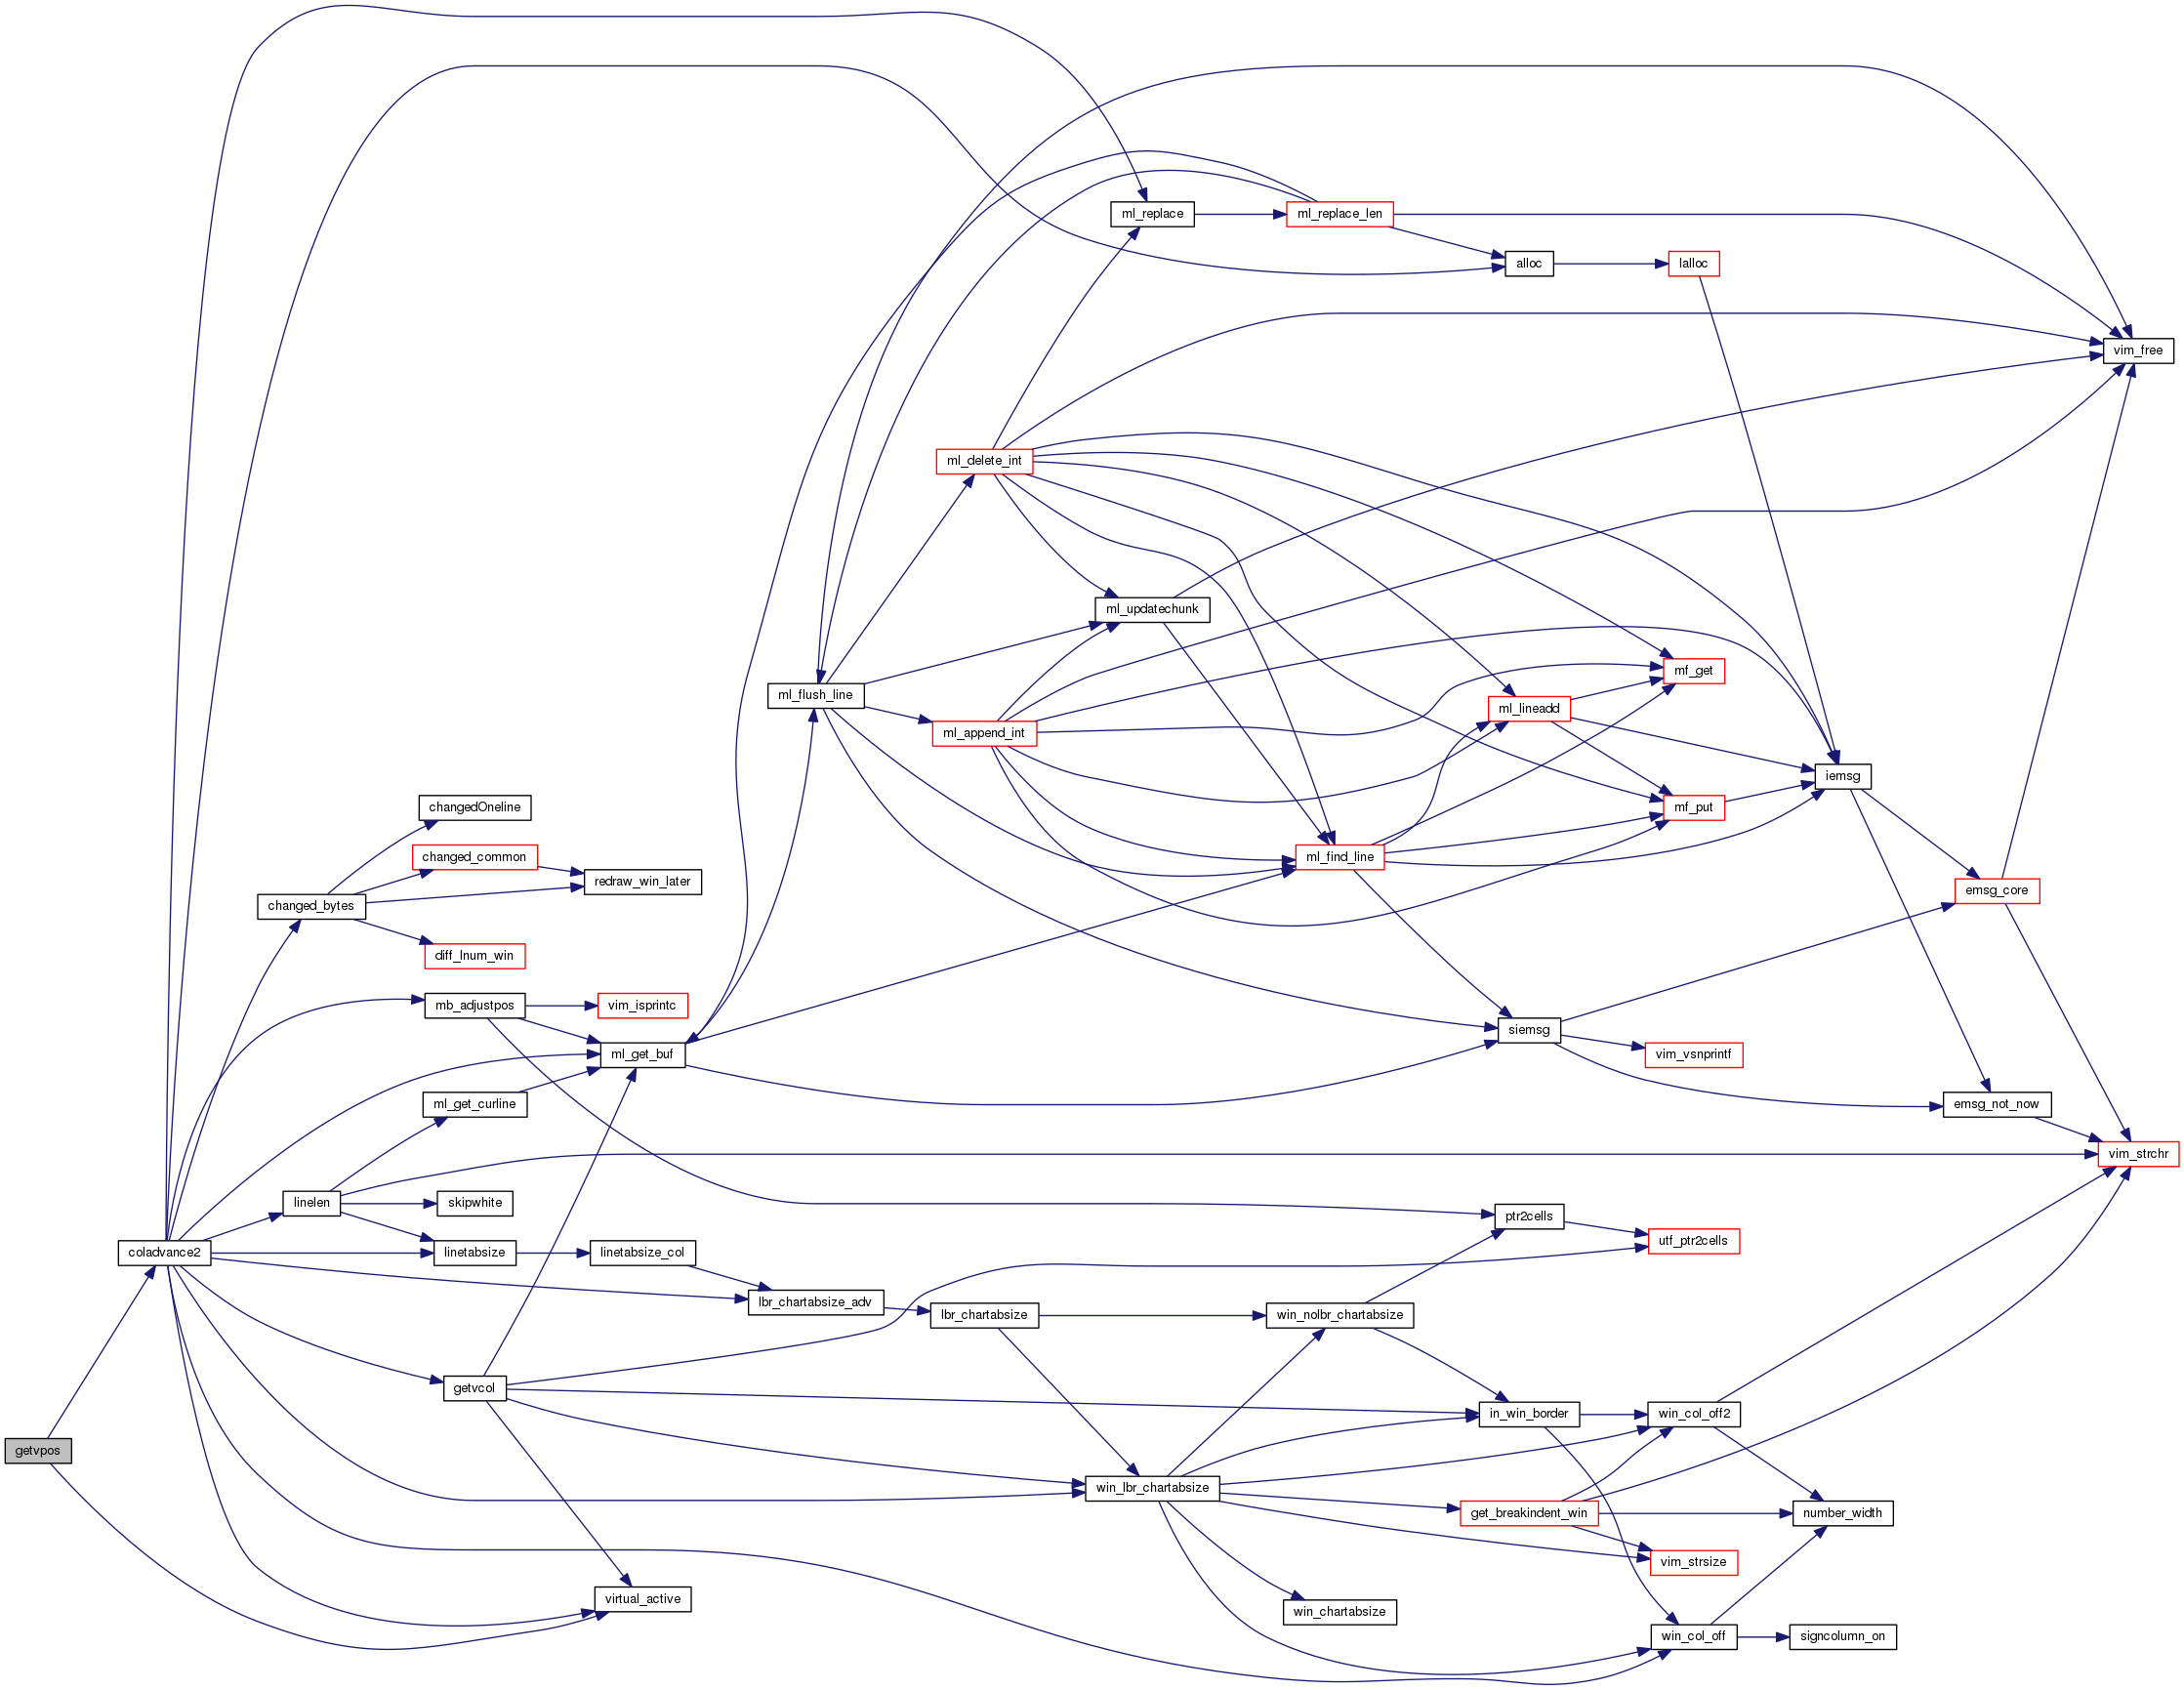 ml_replace
ml_replace_len
alloc
lalloc
vim_free
ml_delete_int
ml_updatechunk
mf_get
ml_flush_line
ml_append_int
ml_lineadd
iemsg
changedOneline
mf_put
changed_common
ml_find_line
redraw_win_later
emsg_core
changed_bytes
diff_lnum_win
mb_adjustpos
vim_isprintc
siemsg
ml_get_buf
vim_vsnprintf
ml_get_curline
emsg_not_now
vim_strchr
linelen
skipwhite
ptr2cells
coladvance2
linetabsize
linetabsize_col
utf_ptr2cells
lbr_chartabsize_adv
lbr_chartabsize
win_nolbr_chartabsize
getvcol
in_win_border
win_col_off2
getvpos
win_lbr_chartabsize
get_breakindent_win
number_width
vim_strsize
virtual_active
win_chartabsize
win_col_off
signcolumn_on